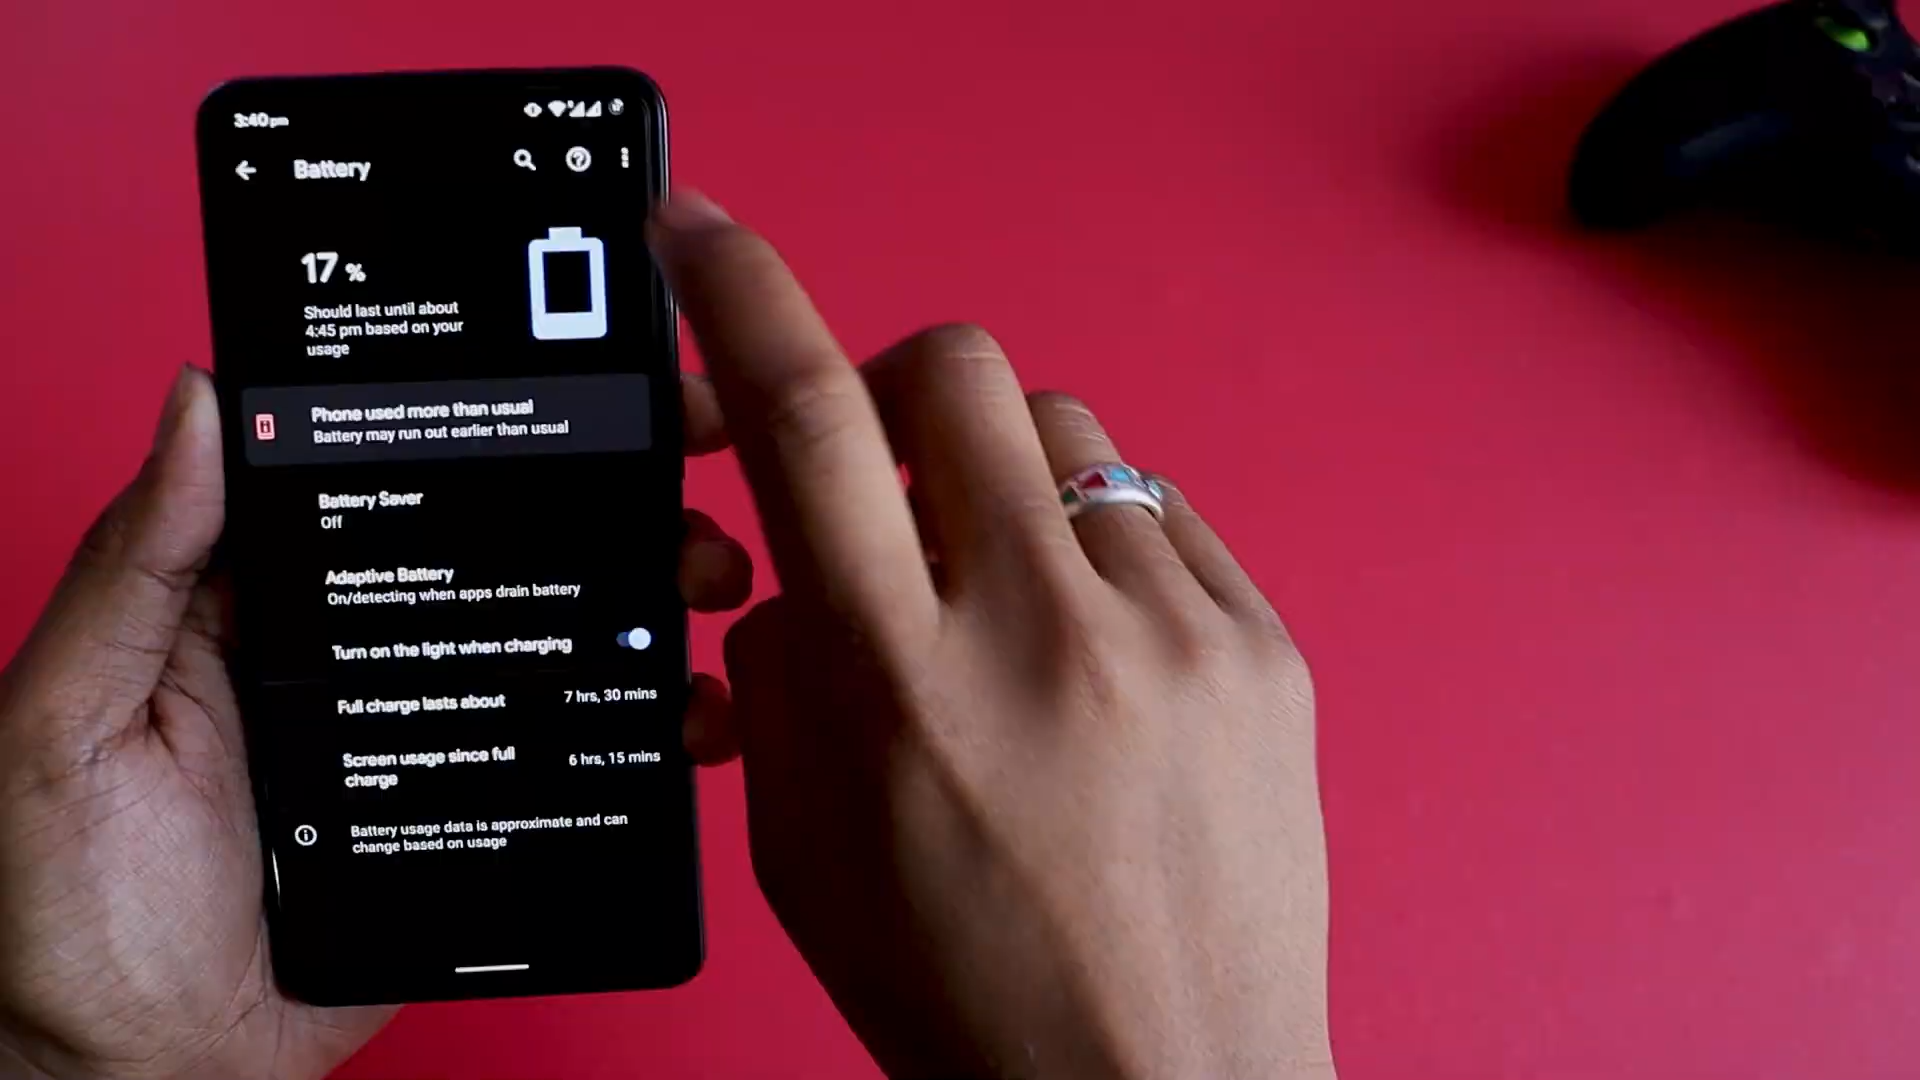 3:40 pm
Battery
17 %
Should last until about
4:45 pm based on your
usage
Phone used more than usual
Battery may run out earlier than usual
Battery Saver
Off
Adaptive Battery
On/detecting when apps drain battery
Turn on the light when charging
Full charge lasts about
7 hrs, 30 mins
Screen usage since full
charge
6 hrs, 15 mins
Battery usage data is approximate and can
change based on usage